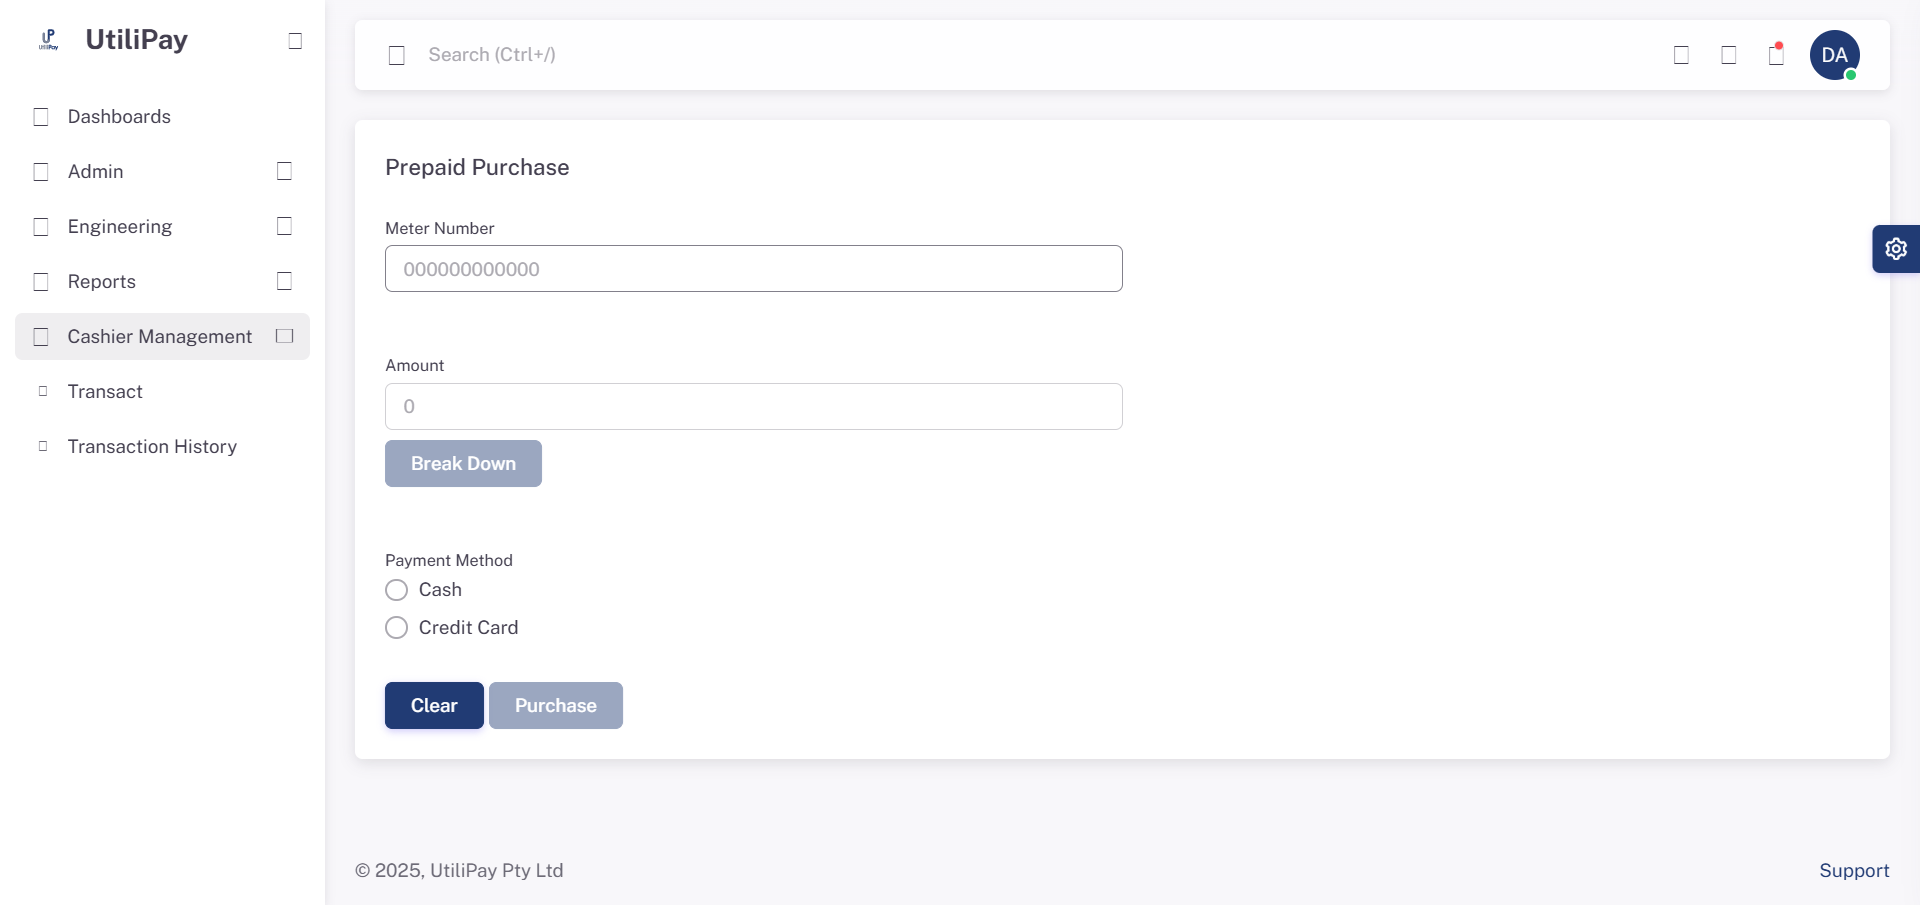 UtiliPay
Dashboards
Admin
Engineering
Reports
Cashier Management
Transact
Transaction History
Search (Ctrl+/)
DA
Prepaid Purchase
Meter Number
000000000000
Amount
0
Break Down
Payment Method
Cash
Credit Card
Clear
Purchase
© 2025, UtiliPay Pty Ltd
Support